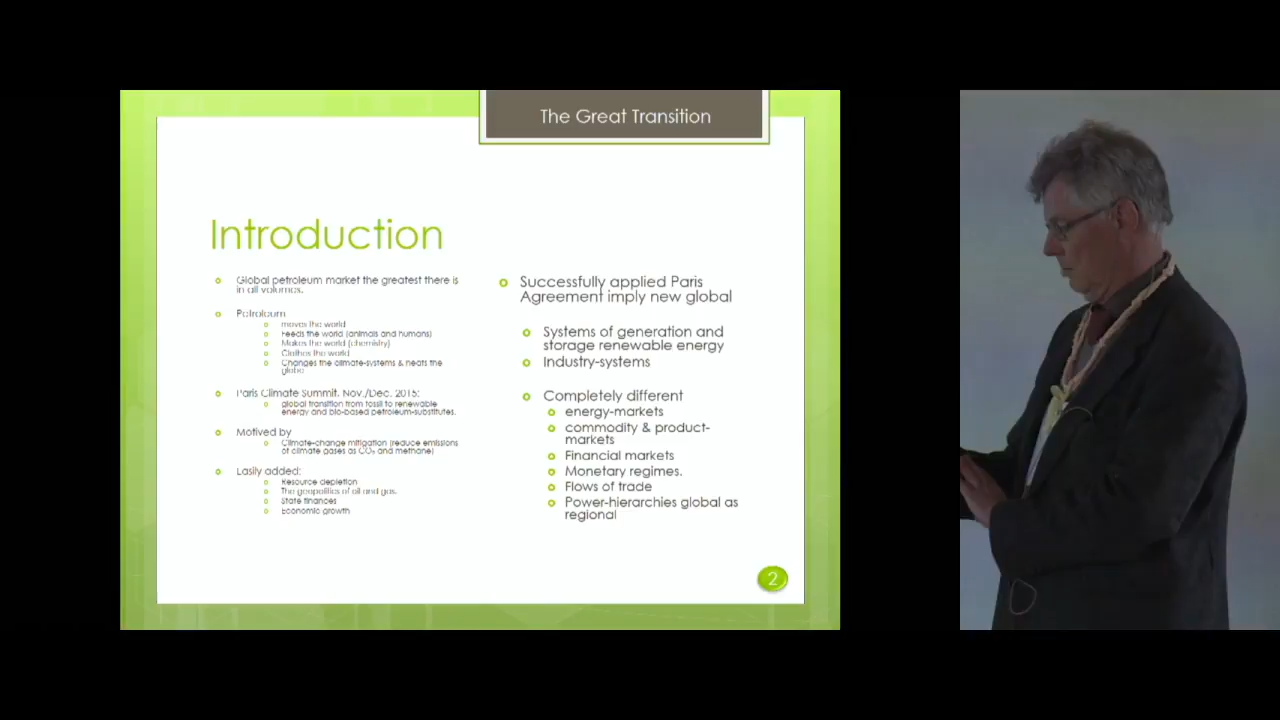 The Great Transition
Introduction
Global petroleum market the greatest there is
in all volumes.
Petroleum
moves the world
Feeds the world (animals and humans)
Makes the world (chemistry)
Clothes the world
Changes the climate-systems & heats the
globe
Paris Climate Summit, Nov./Dec. 2015:
global transition from fossil to renewable
energy and bio-based petroleum-substitutes.
Motived by
Climate-change mitigation (reduce emissions
of climate gases as CO₂ and methane)
Easily added:
Resource depletion
The geopolitics of oil and gas.
State finances
Economic growth
Successfully applied Paris
Agreement imply new global
Systems of generation and
storage renewable energy
Industry-systems
Completely different
energy-markets
commodity & product-
markets
Financial markets
Monetary regimes.
Flows of trade
Power-hierarchies global as
regional
2